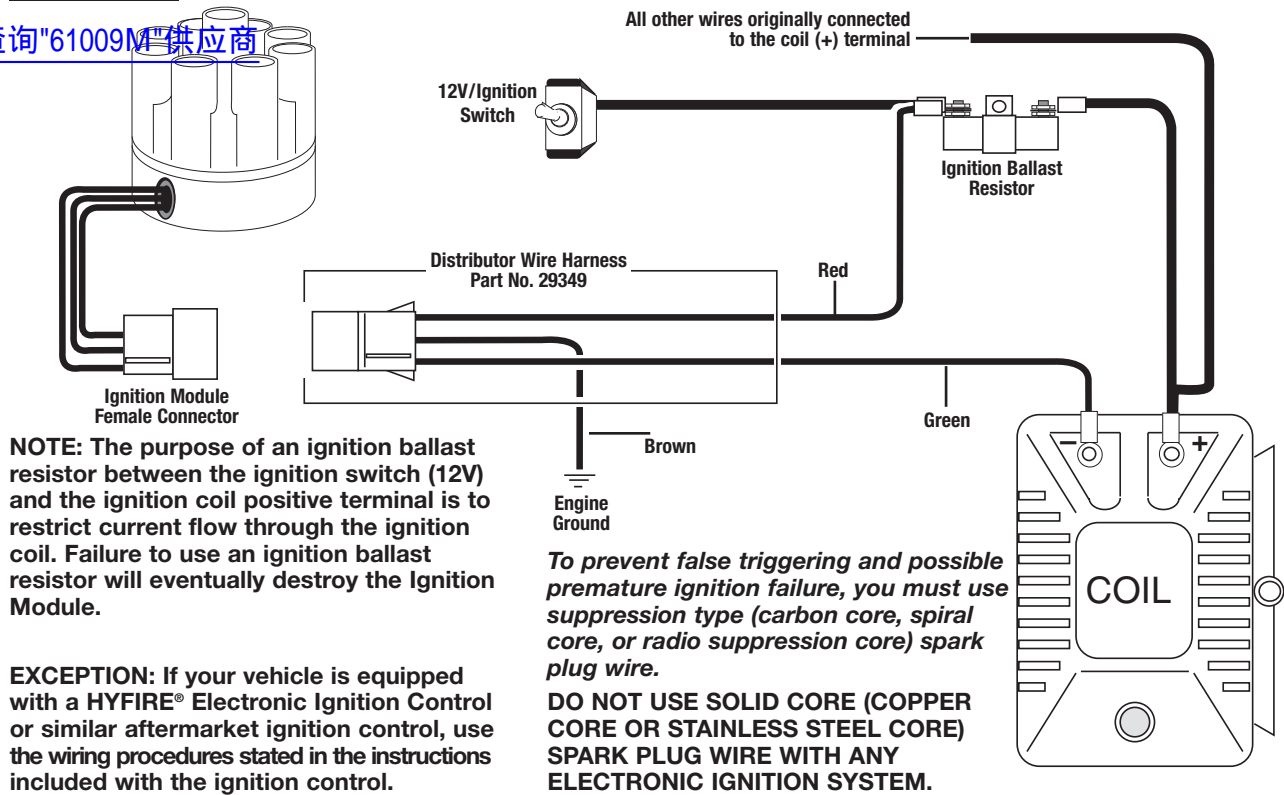 查询"61009M"供应商
All other wires originally connected
to the coil (+) terminal
12V/Ignition
Switch
Ignition Ballast
Resistor
Distributor Wire Harness
Part No. 29349
Red
Ignition Module
Female Connector
Green
Brown
Engine
Ground
– +
COIL
NOTE: The purpose of an ignition ballast
resistor between the ignition switch (12V)
and the ignition coil positive terminal is to
restrict current flow through the ignition
coil. Failure to use an ignition ballast
resistor will eventually destroy the Ignition
Module.
EXCEPTION: If your vehicle is equipped
with a HYFIRE® Electronic Ignition Control
or similar aftermarket ignition control, use
the wiring procedures stated in the instructions
included with the ignition control.
To prevent false triggering and possible
premature ignition failure, you must use
suppression type (carbon core, spiral
core, or radio suppression core) spark
plug wire.
DO NOT USE SOLID CORE (COPPER
CORE OR STAINLESS STEEL CORE)
SPARK PLUG WIRE WITH ANY
ELECTRONIC IGNITION SYSTEM.